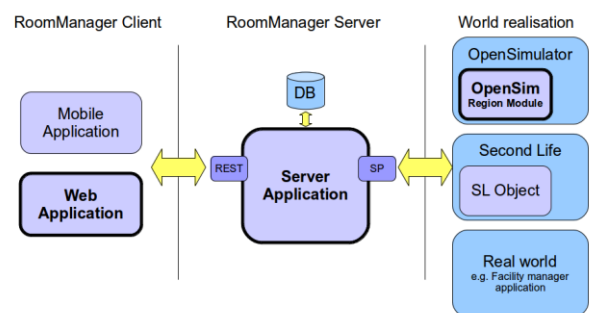 RoomManager Client
RoomManager Server
World realisation
Mobile
Application
Web
Application
DB
REST
Server
Application
SP
OpenSimulator
OpenSim
Region Module
Second Life
SL Object
Real world
e.g. Facility manager
application